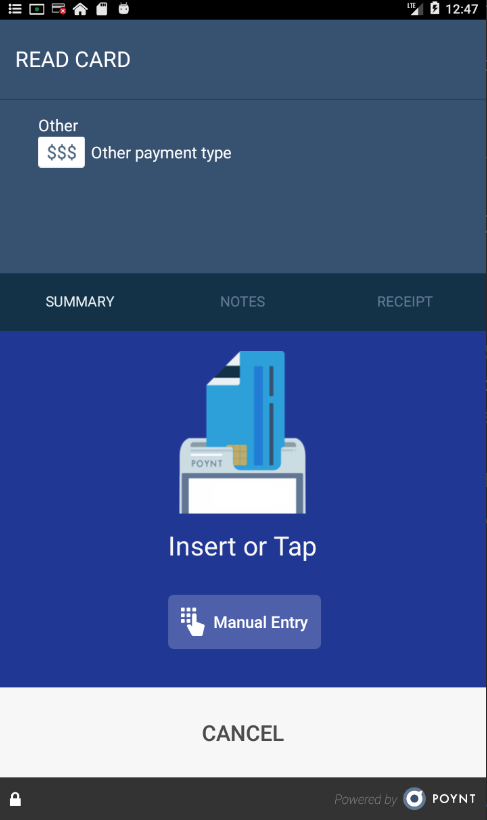 LTE 12:47
READ CARD
Other
$$$ Other payment type
SUMMARY NOTES RECEIPT
POYNT
Insert or Tap
Manual Entry
CANCEL
Powered by POYNT